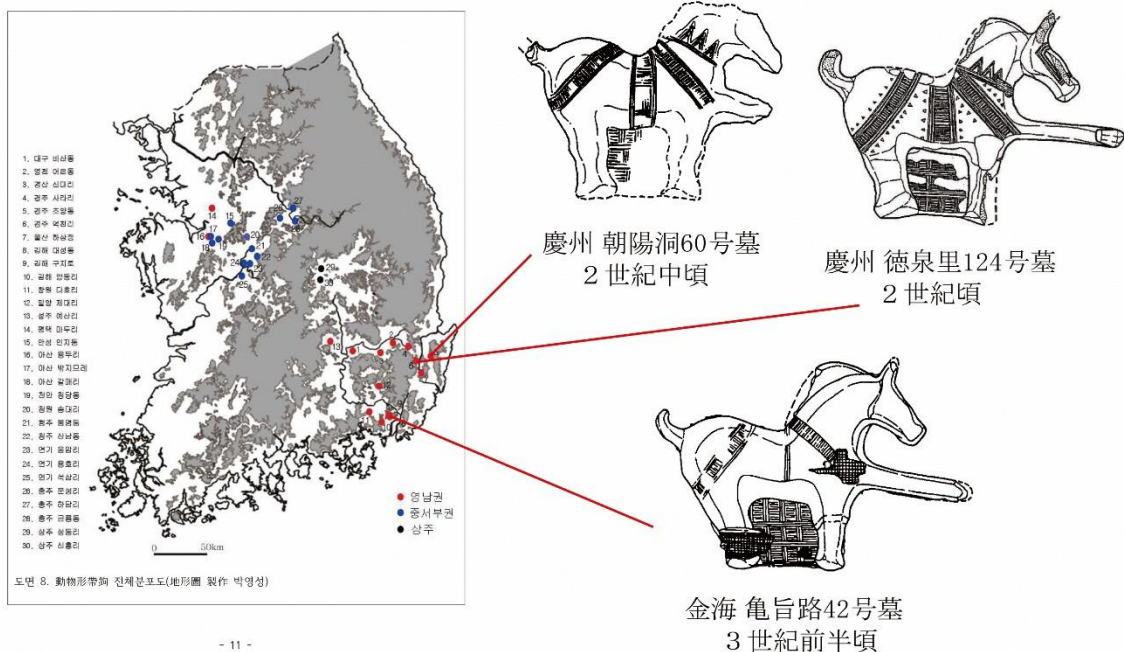 1. 대구 비산동
2. 영천 어은동
3. 경산 신대리
4. 경주 사라리
5. 경주 조양동
6. 경주 덕천리
7. 울산 하삼정
8. 김해 대성동
9. 김해 구지로
10. 김해 양동리
11. 창원 다호리
12. 밀양 제대리
13. 성주 예산리
14. 평택 마두리
15. 안성 인지동
16. 아산 용두리
17. 아산 밖지므레
18. 아산 갈매리
19. 천안 청당동
20. 청원 송대리
21. 청주 봉명동
22. 청주 산남동
23. 연기 응암리
24. 연기 용호리
25. 연기 석삼리
26. 충주 문성리
27. 충주 하담리
28. 충주 금릉동
29. 상주 성동리
30. 상주 신흥리
14
15
16
17
18
20
21
22
24
25
27
13
영남권
중서부권
상주
0 50km
도면 8. 動物形帶鉤 전체분포도(地形圖 製作 박영성)
- 11 -
慶州 朝陽洞60号墓
2世紀中頃
慶州 徳泉里124号墓
2世紀頃
金海 亀旨路42号墓
3世紀前半頃